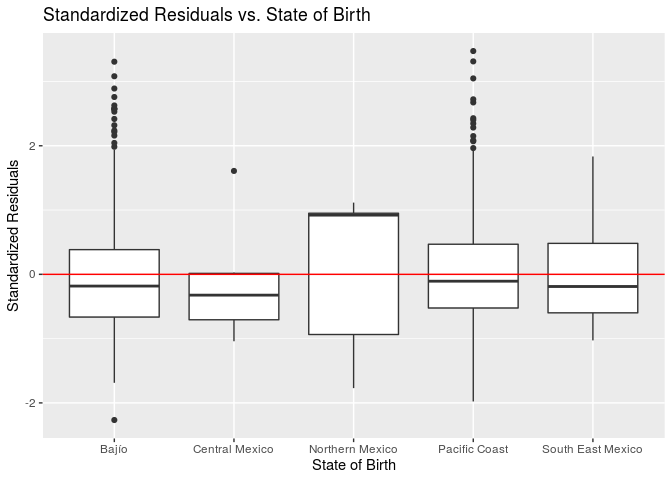 Standardized Residuals vs. State of Birth
Standardized Residuals
2
0
-2
Bajío
Central Mexico
Northern Mexico
Pacific Coast
South East Mexico
State of Birth